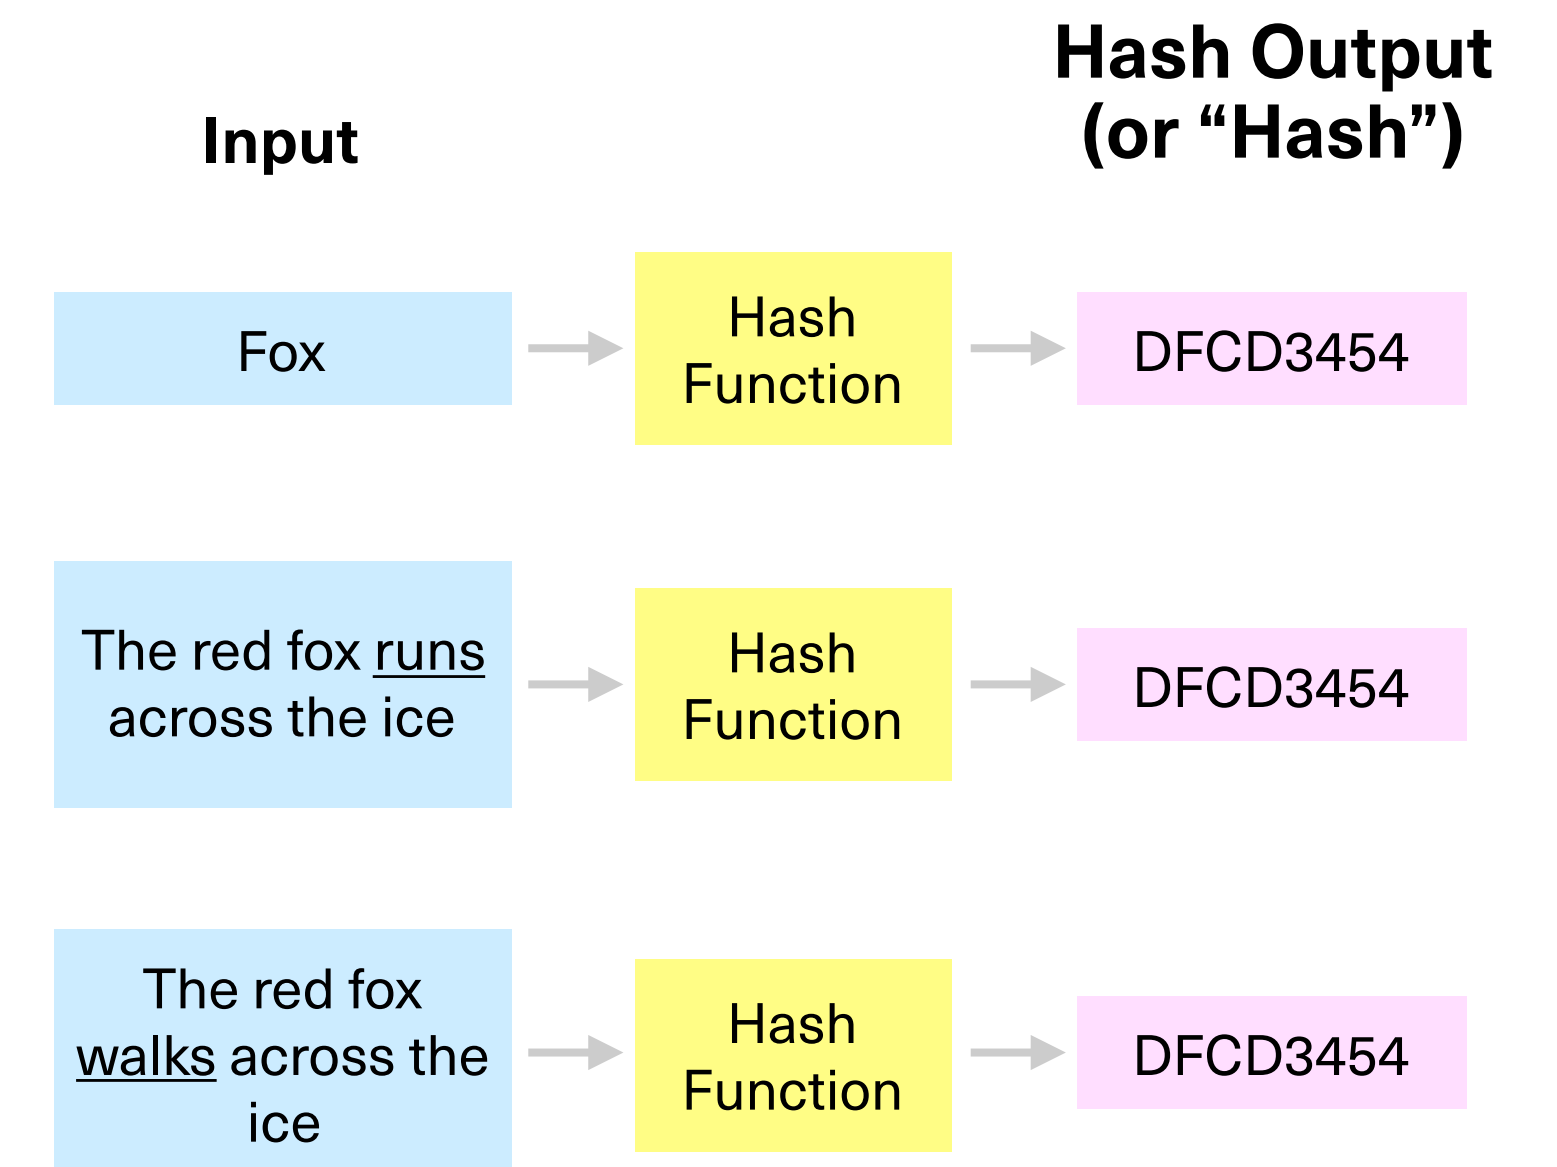 Input
Hash Output
(or “Hash”)
Fox
Hash
Function
DFCD3454
The red fox runs
across the ice
Hash
Function
DFCD3454
The red fox
walks across the
ice
Hash
Function
DFCD3454